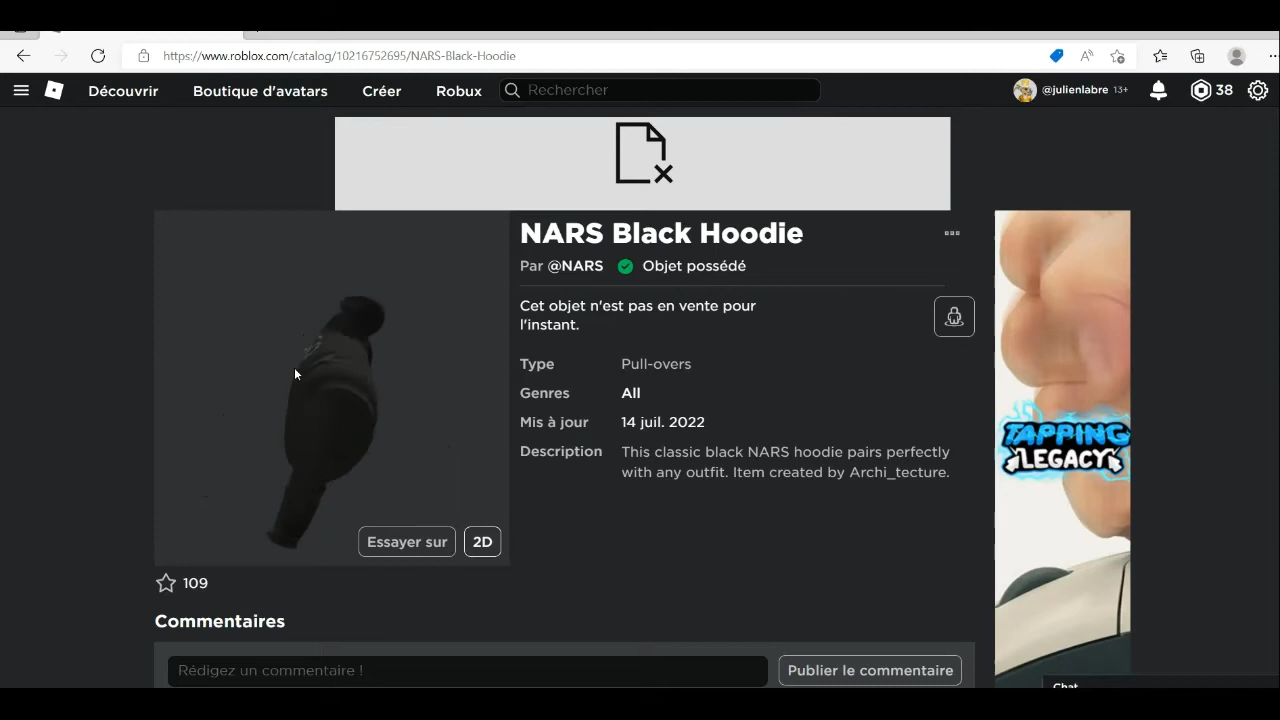 https://www.roblox.com/catalog/10216752695/NARS-Black-Hoodie
Découvrir
Boutique d'avatars
Créer
Robux
Rechercher
@julienlabre 13+
38
NARS Black Hoodie
Par @NARS
Objet possédé
Cet objet n'est pas en vente pour
l'instant.
Type
Pull-overs
Genres
All
Mis à jour
14 juil. 2022
Description
This classic black NARS hoodie pairs perfectly
with any outfit. Item created by Archi_tecture.
Essayer sur
2D
109
TAPPING
LEGACY
Commentaires
Rédigez un commentaire !
Publier le commentaire
Chat